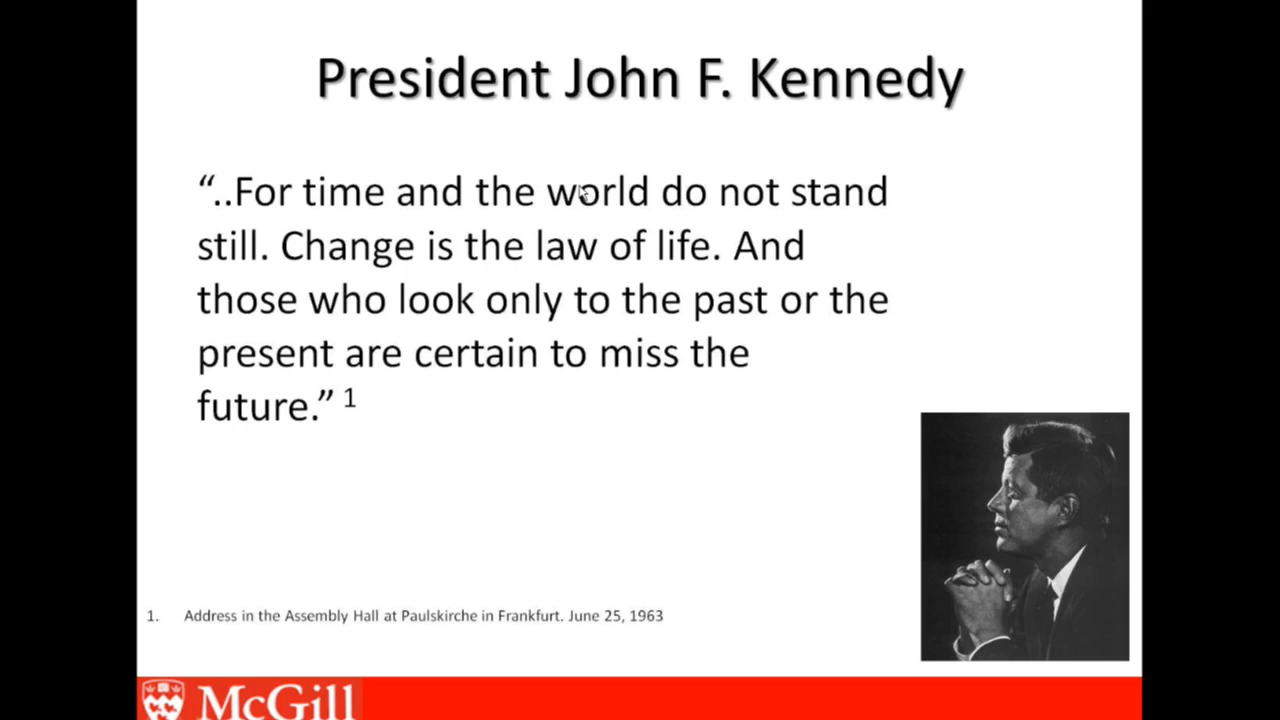 President John F. Kennedy
“..For time and the world do not stand
still. Change is the law of life. And
those who look only to the past or the
present are certain to miss the
future.” 1
1. Address in the Assembly Hall at Paulskirche in Frankfurt. June 25, 1963
McGill